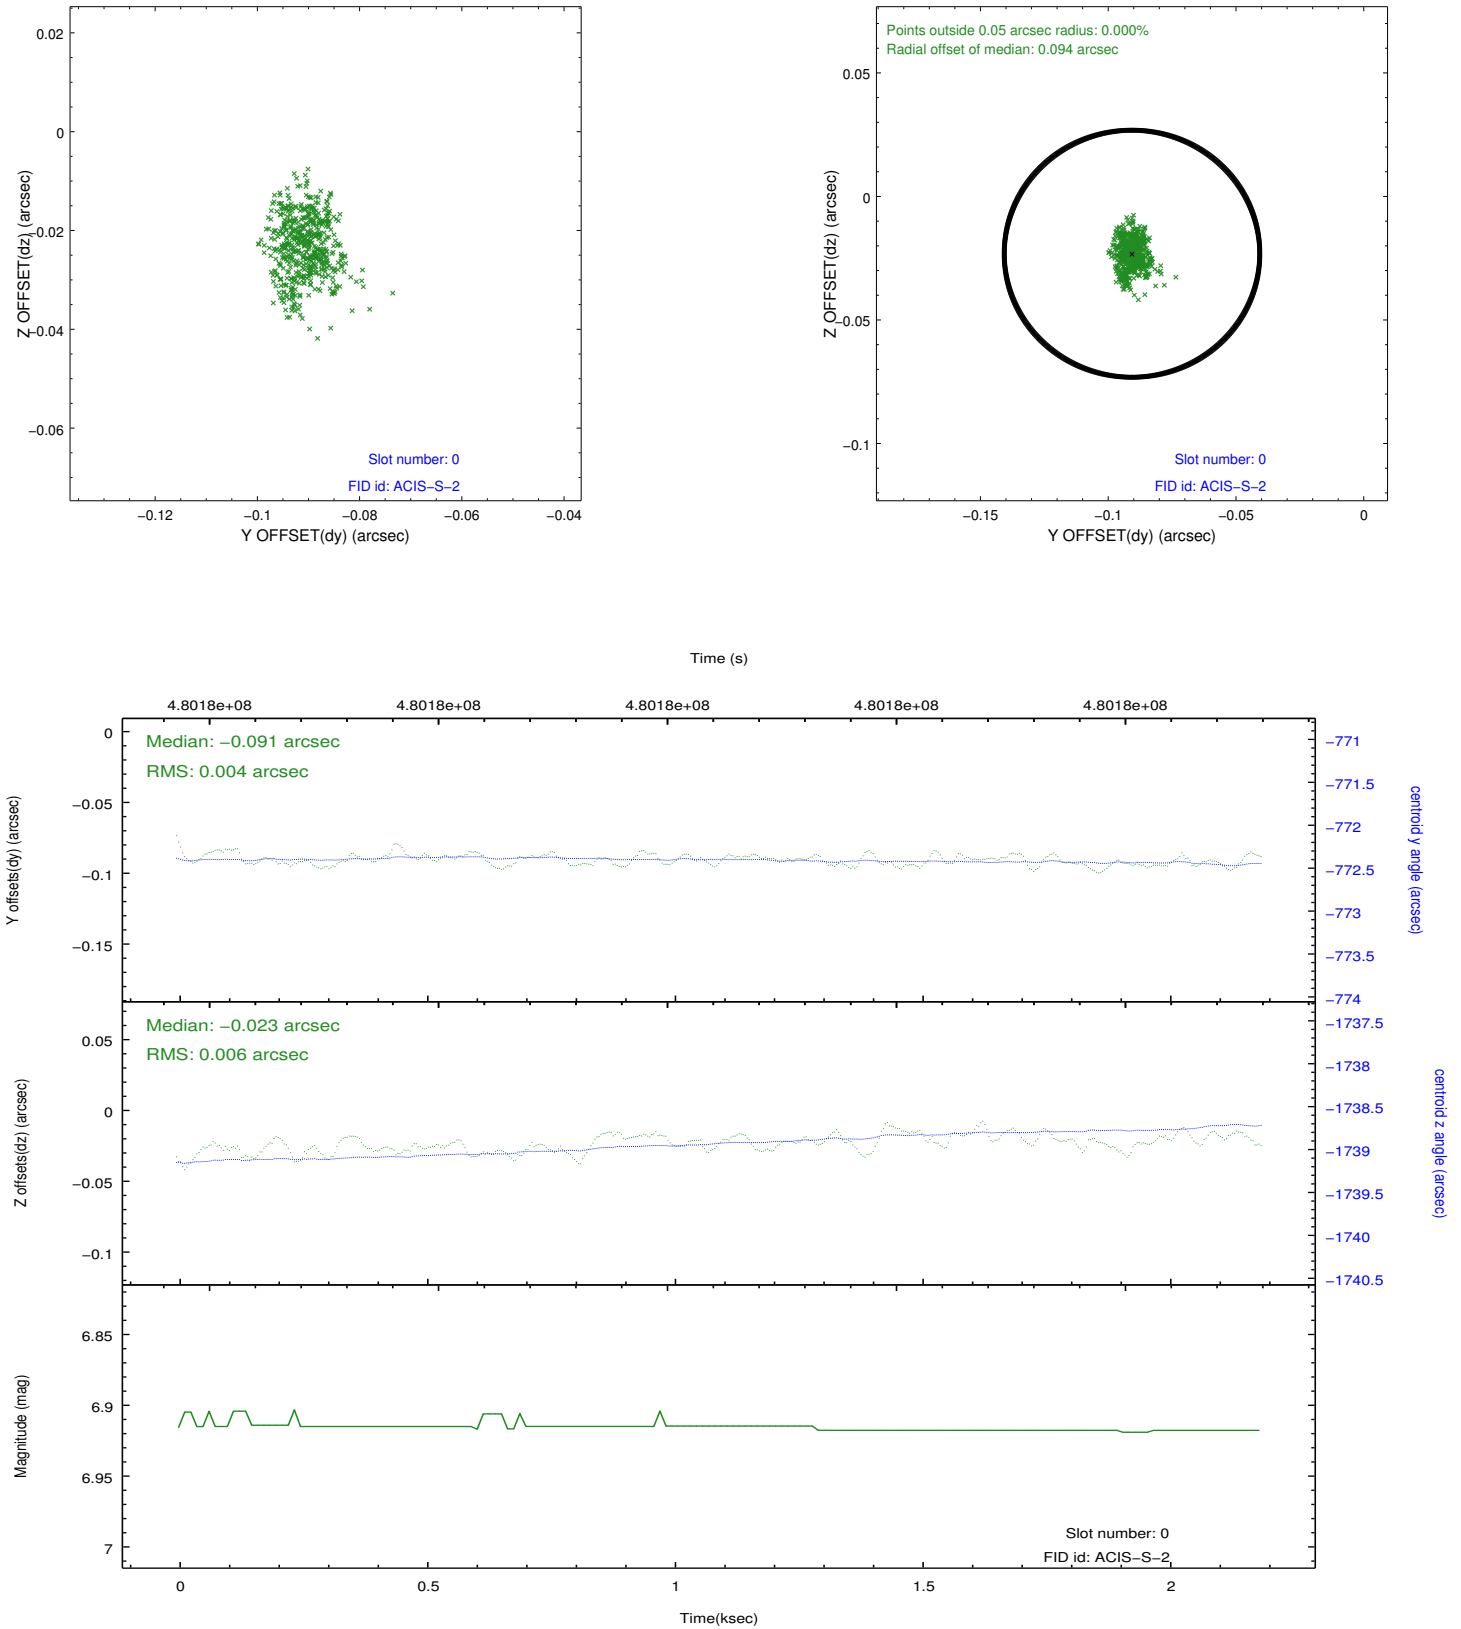 0.02
0
−0.02
−0.04
−0.06
Z OFFSET(dz) (arcsec)
Slot number: 0
FID id: ACIS−S−2
−0.12
−0.1
−0.08
−0.06
−0.04
Y OFFSET(dy) (arcsec)
Points outside 0.05 arcsec radius: 0.000%
Radial offset of median: 0.094 arcsec
0.05
0
−0.05
−0.1
Z OFFSET(dz) (arcsec)
Slot number: 0
FID id: ACIS−S−2
−0.15
−0.1
−0.05
0
Y OFFSET(dy) (arcsec)
Time (s)
4.8018e+08
4.8018e+08
4.8018e+08
4.8018e+08
4.8018e+08
Median: −0.091 arcsec
RMS: 0.004 arcsec
0
−0.05
−0.1
−0.15
Y offsets(dy) (arcsec)
−771
−771.5
−772
−772.5
−773
−773.5
−774
centroid y angle (arcsec)
Median: −0.023 arcsec
RMS: 0.006 arcsec
0.05
0
−0.05
−0.1
Z offsets(dz) (arcsec)
−1737.5
−1738
−1738.5
−1739
−1739.5
−1740
−1740.5
centroid z angle (arcsec)
6.85
6.9
6.95
7
Magnitude (mag)
Slot number: 0
FID id: ACIS−S−2
0
0.5
1
1.5
2
Time(ksec)